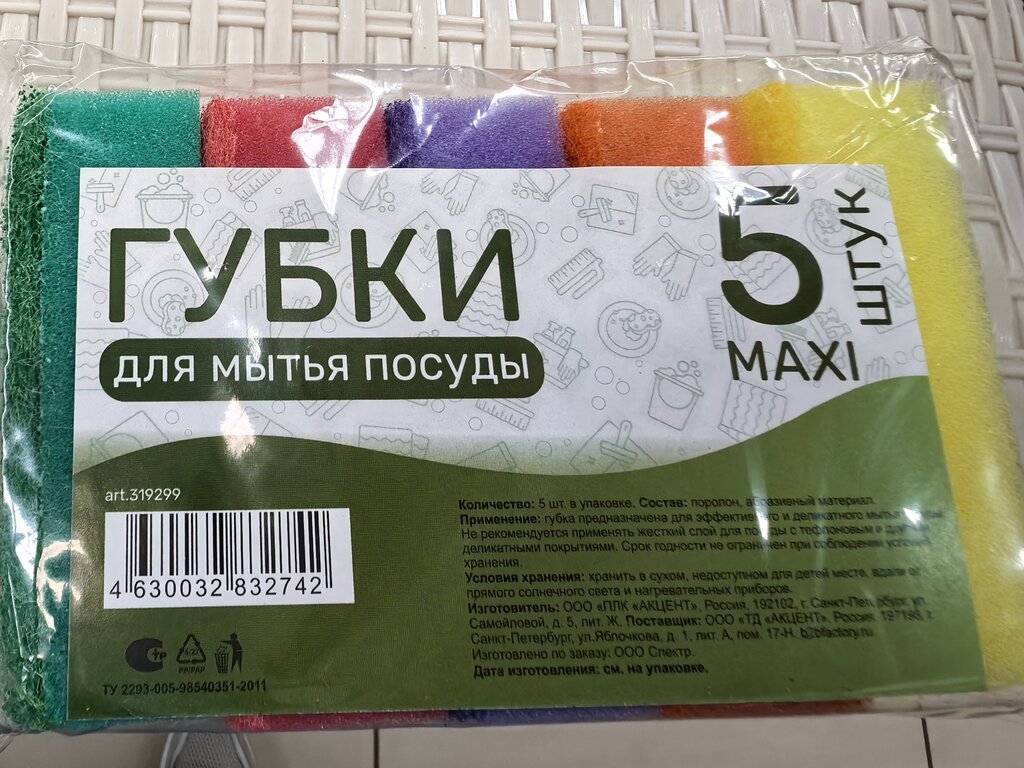 ГУБКИ
ДЛЯ МЫТЬЯ ПОСУДЫ
5
ШТУК
MAXI
art.319299
4 630032 832742
Количество: 5 шт. в упаковке. Состав: поролон, абразивный материал.
Применение: губка предназначена для эффективного и деликатного мытья
Не рекомендуется применять жесткий слой для посуды с тефлоновым и другими
деликатными покрытиями. Срок годности не ограничен при соблюдении условий
хранения.
Условия хранения: хранить в сухом, недоступном для детей месте, вдали от
прямого солнечного света и нагревательных приборов.
Изготовитель: ООО «ПЛК «АКЦЕНТ», Россия, 192102, г. Санкт-Петербург, ул.
Самойловой, д. 5, лит. Ж. Поставщик: ООО «ТД «АКЦЕНТ», Россия, 197198, г.
Санкт-Петербург, ул.Яблочкова, д. 1, лит. А, пом. 17-Н. b2bfactory.ru
Изготовлено по заказу: ООО Спектр.
Дата изготовления: см. на упаковке.
ТУ 2293-005-98540351-2011